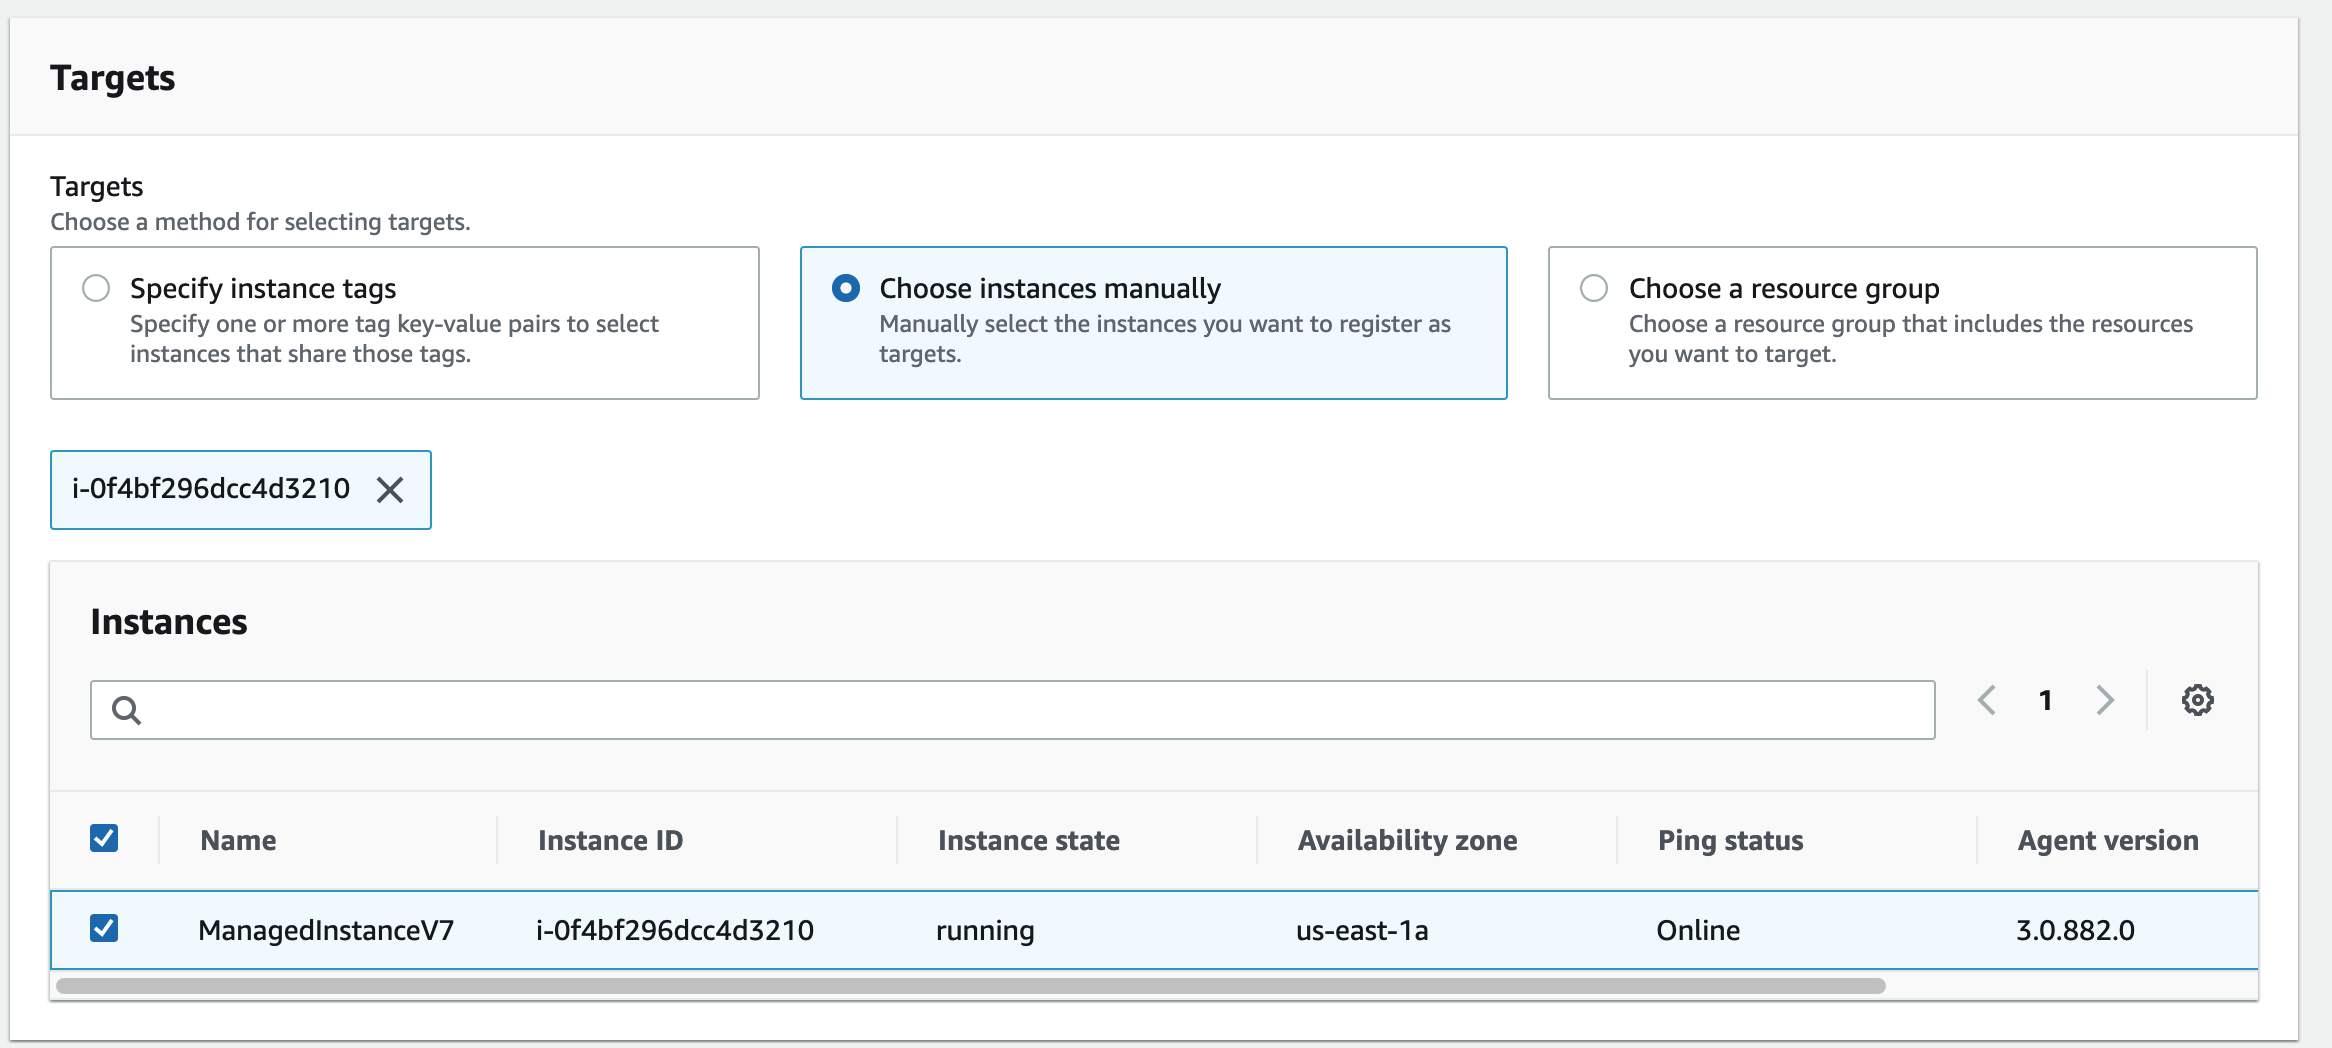 Targets
Targets
Choose a method for selecting targets.
Specify instance tags
Specify one or more tag key-value pairs to select
instances that share those tags.
Choose instances manually
Manually select the instances you want to register as
targets.
Choose a resource group
Choose a resource group that includes the resources
you want to target.
i-0f4bf296dcc4d3210
Instances
1
Name Instance ID Instance state Availability zone Ping status Agent version
ManagedInstanceV7 i-0f4bf296dcc4d3210 running us-east-1a Online 3.0.882.0